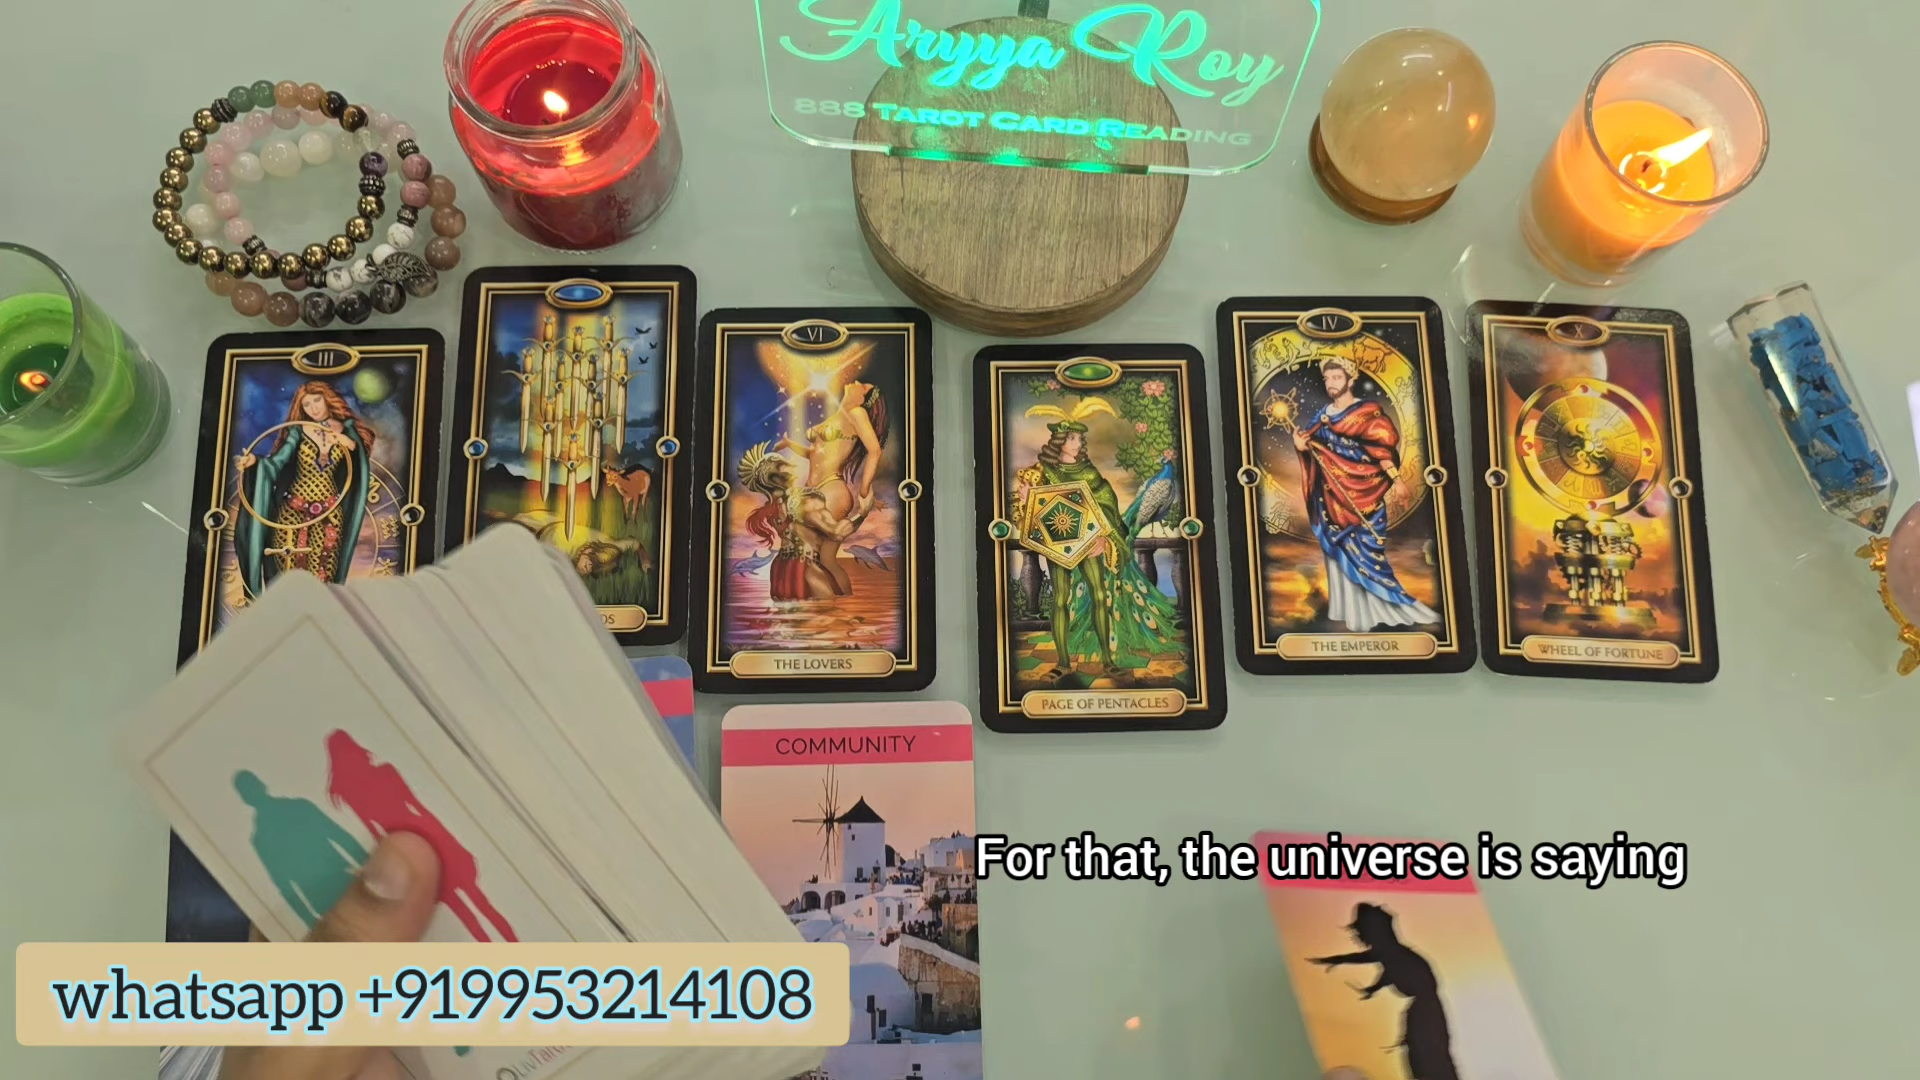 Aryya Roy
888 TAROT CARD READING
III
VI
IV
X
THE LOVERS
PAGE OF PENTACLES
THE EMPEROR
WHEEL OF FORTUNE
COMMUNITY
For that, the universe is saying
whatsapp +919953214108